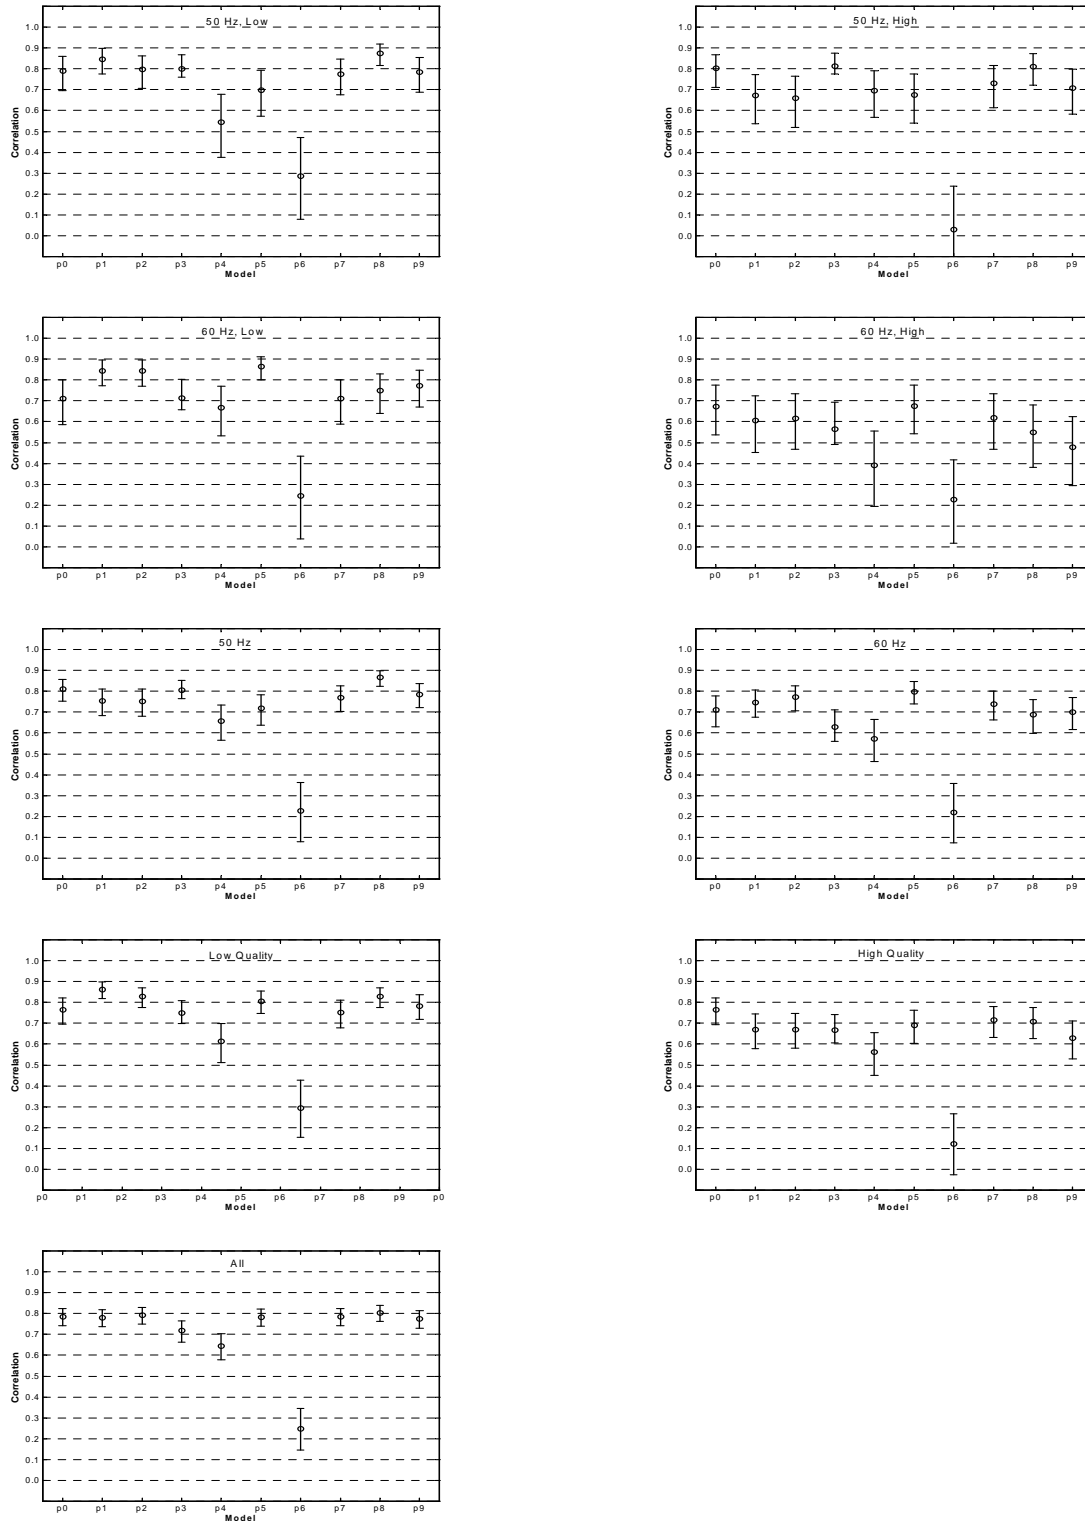 50 Hz, Low
1.0
0.9
0.8
0.7
0.6
0.5
0.4
0.3
0.2
0.1
0.0
Correlation
p0 p1 p2 p3 p4 p5 p6 p7 p8 p9
Model
50 Hz, High
1.0
0.9
0.8
0.7
0.6
0.5
0.4
0.3
0.2
0.1
0.0
Correlation
p0 p1 p2 p3 p4 p5 p6 p7 p8 p9
Model
60 Hz, Low
1.0
0.9
0.8
0.7
0.6
0.5
0.4
0.3
0.2
0.1
0.0
Correlation
p0 p1 p2 p3 p4 p5 p6 p7 p8 p9
Model
60 Hz, High
1.0
0.9
0.8
0.7
0.6
0.5
0.4
0.3
0.2
0.1
0.0
Correlation
p0 p1 p2 p3 p4 p5 p6 p7 p8 p9
Model
50 Hz
1.0
0.9
0.8
0.7
0.6
0.5
0.4
0.3
0.2
0.1
0.0
Correlation
p0 p1 p2 p3 p4 p5 p6 p7 p8 p9
Model
60 Hz
1.0
0.9
0.8
0.7
0.6
0.5
0.4
0.3
0.2
0.1
0.0
Correlation
p0 p1 p2 p3 p4 p5 p6 p7 p8 p9
Model
Low Quality
1.0
0.9
0.8
0.7
0.6
0.5
0.4
0.3
0.2
0.1
0.0
Correlation
p0 p1 p2 p3 p4 p5 p6 p7 p8 p9 p0
Model
High Quality
1.0
0.9
0.8
0.7
0.6
0.5
0.4
0.3
0.2
0.1
0.0
Correlation
p0 p1 p2 p3 p4 p5 p6 p7 p8 p9
Model
All
1.0
0.9
0.8
0.7
0.6
0.5
0.4
0.3
0.2
0.1
0.0
Correlation
p0 p1 p2 p3 p4 p5 p6 p7 p8 p9
Model